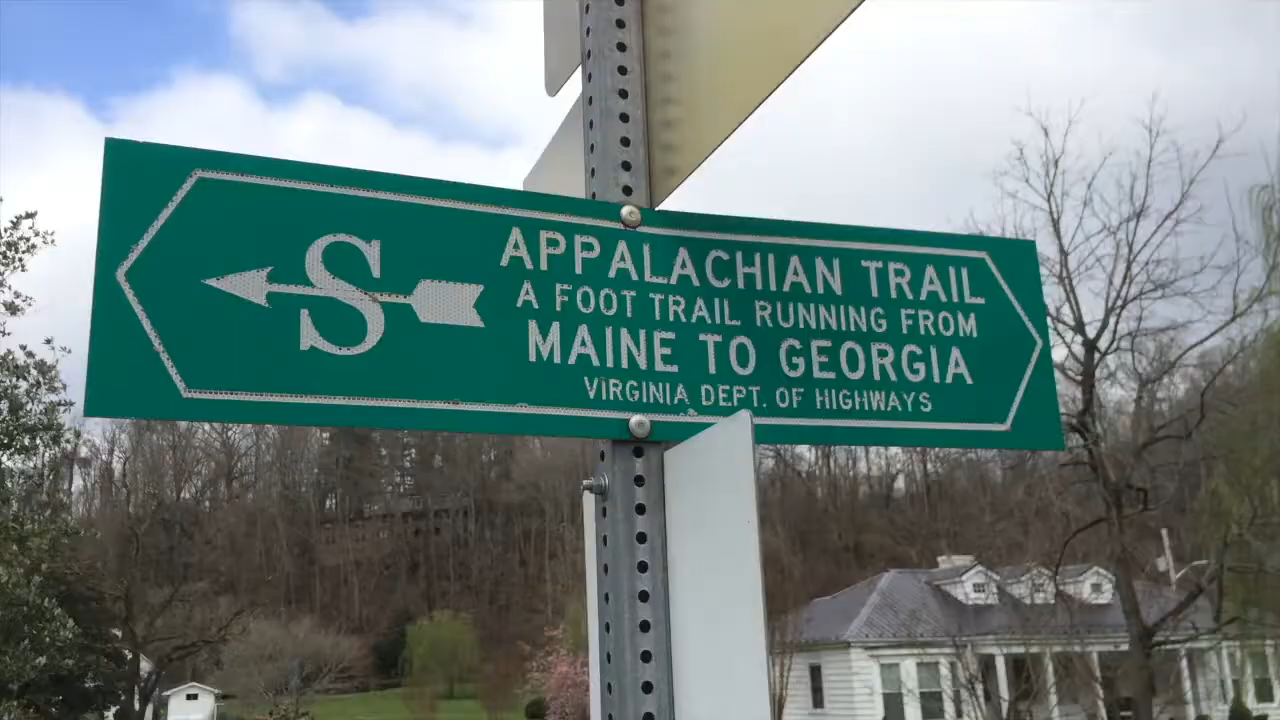 S
APPALACHIAN TRAIL
A FOOT TRAIL RUNNING FROM
MAINE TO GEORGIA
VIRGINIA DEPT. OF HIGHWAYS